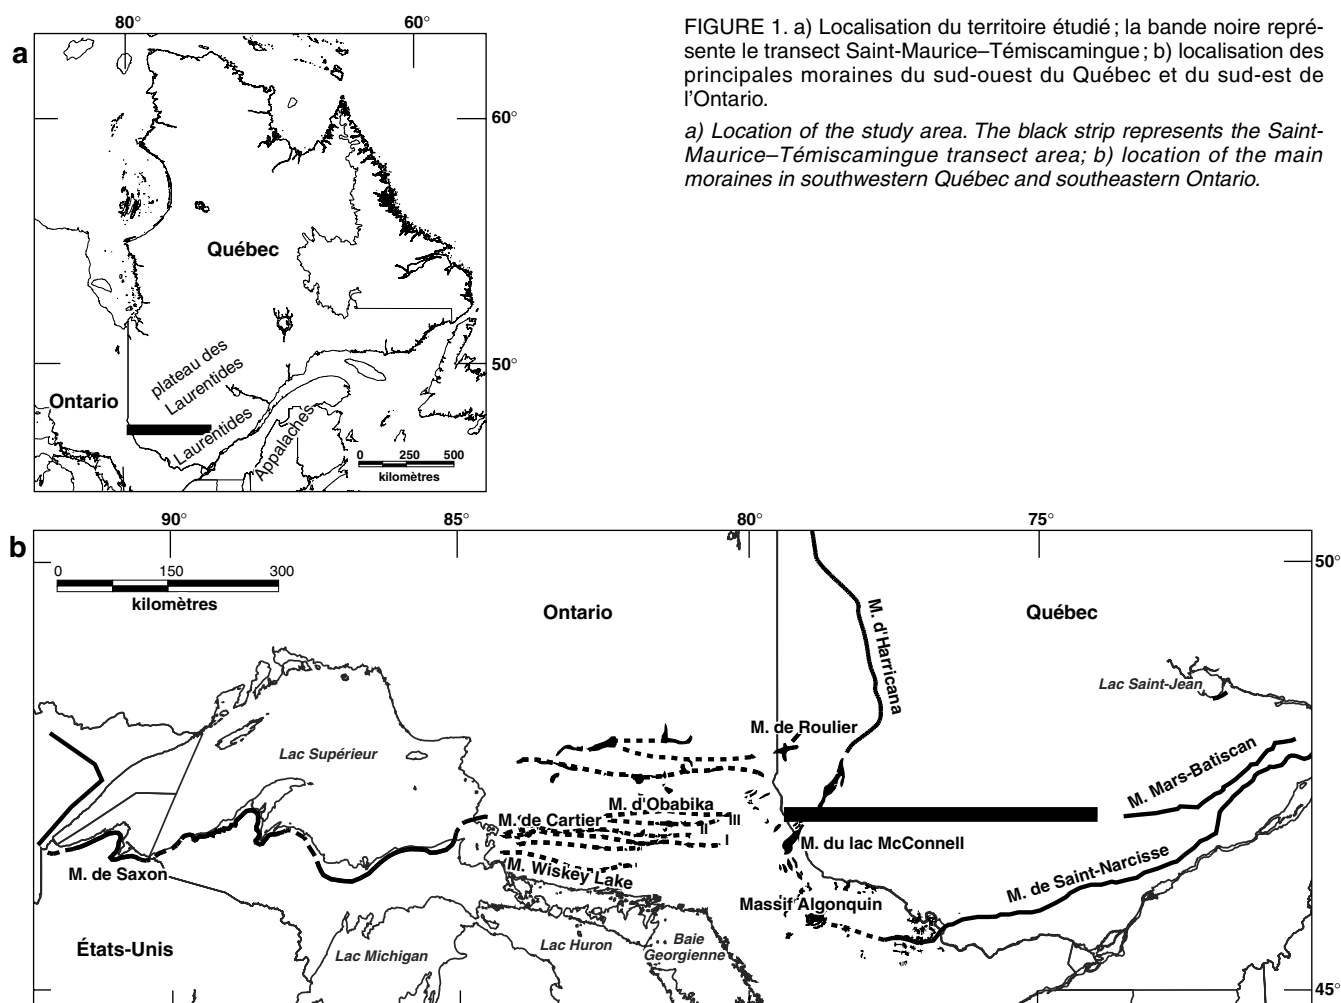 FIGURE 1. a) Localisation du territoire étudié ; la bande noire repré-
sente le transect Saint-Maurice–Témiscamingue ; b) localisation des
principales moraines du sud-ouest du Québec et du sud-est de
l'Ontario.
a) Location of the study area. The black strip represents the Saint-
Maurice–Témiscamingue transect area; b) location of the main
moraines in southwestern Québec and southeastern Ontario.
a
80°
60°
60°
Québec
50°
plateau des
Laurentides
Ontario
Laurentides
Appalaches
0 250 500
kilomètres
b
90°
85°
80°
75°
50°
0 150 300
kilomètres
Ontario
Québec
M. d'Harricana
Lac Saint-Jean
M. de Roulier
Lac Supérieur
M. Mars-Batiscan
M. d'Obabika
M. de Cartier
III
II
I
M. du lac McConnell
M. de Saint-Narcisse
M. Wiskey Lake
M. de Saxon
Massif Algonquin
États-Unis
Lac Michigan
Lac Huron
Baie
Georgienne
45°